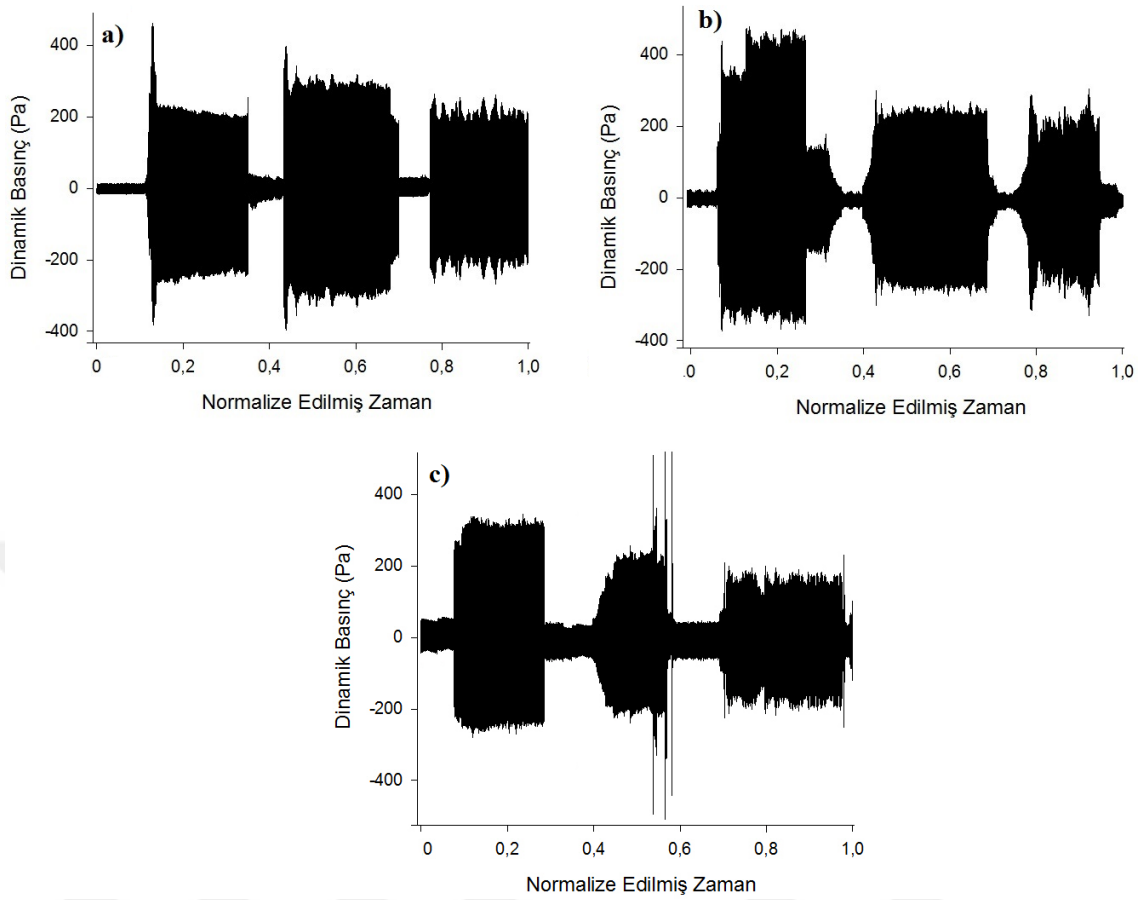 a)
Dinamik Basınç (Pa)
400
200
0
-200
-400
0 0,2 0,4 0,6 0,8 1,0
Normalize Edilmiş Zaman
b)
Dinamik Basınç (Pa)
400
200
0
-200
-400
.0 0,2 0,4 0,6 0,8 1,0
Normalize Edilmiş Zaman
c)
Dinamik Basınç (Pa)
400
200
0
-200
-400
0 0,2 0,4 0,6 0,8 1,0
Normalize Edilmiş Zaman